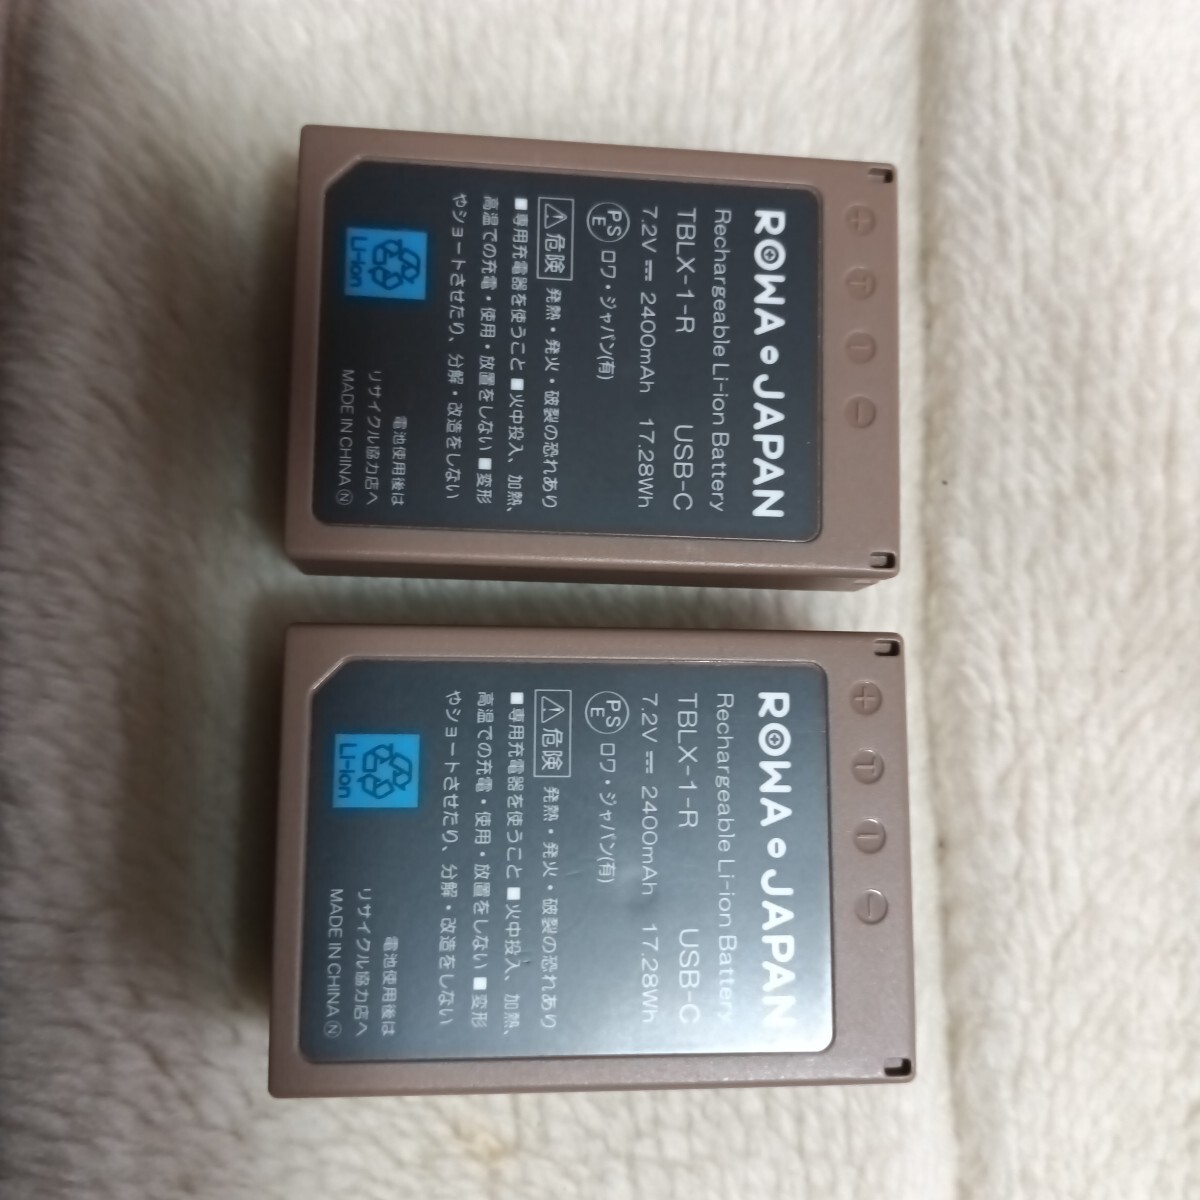 ROWA・JAPAN
Rechargeable Li-ion Battery
TBLX-1-R USB-C
7.2V ⎓ 2400mAh 17.28Wh
PSE ロワ・ジャパン(有)
⚠危険 発熱・発火・破裂の恐れあり
■専用充電器を使うこと ■火中投入、加熱、
高温での充電・使用・放置をしない ■変形
やショートさせたり、分解・改造をしない
Li-ion
電池使用後は
リサイクル協力店へ
MADE IN CHINA Ⓝ
+ T - -
ROWA・JAPAN
Rechargeable Li-ion Battery
TBLX-1-R USB-C
7.2V ⎓ 2400mAh 17.28Wh
PSE ロワ・ジャパン(有)
⚠危険 発熱・発火・破裂の恐れあり
■専用充電器を使うこと ■火中投入、加熱、
高温での充電・使用・放置をしない ■変形
やショートさせたり、分解・改造をしない
Li-ion
電池使用後は
リサイクル協力店へ
MADE IN CHINA Ⓝ
+ T - -